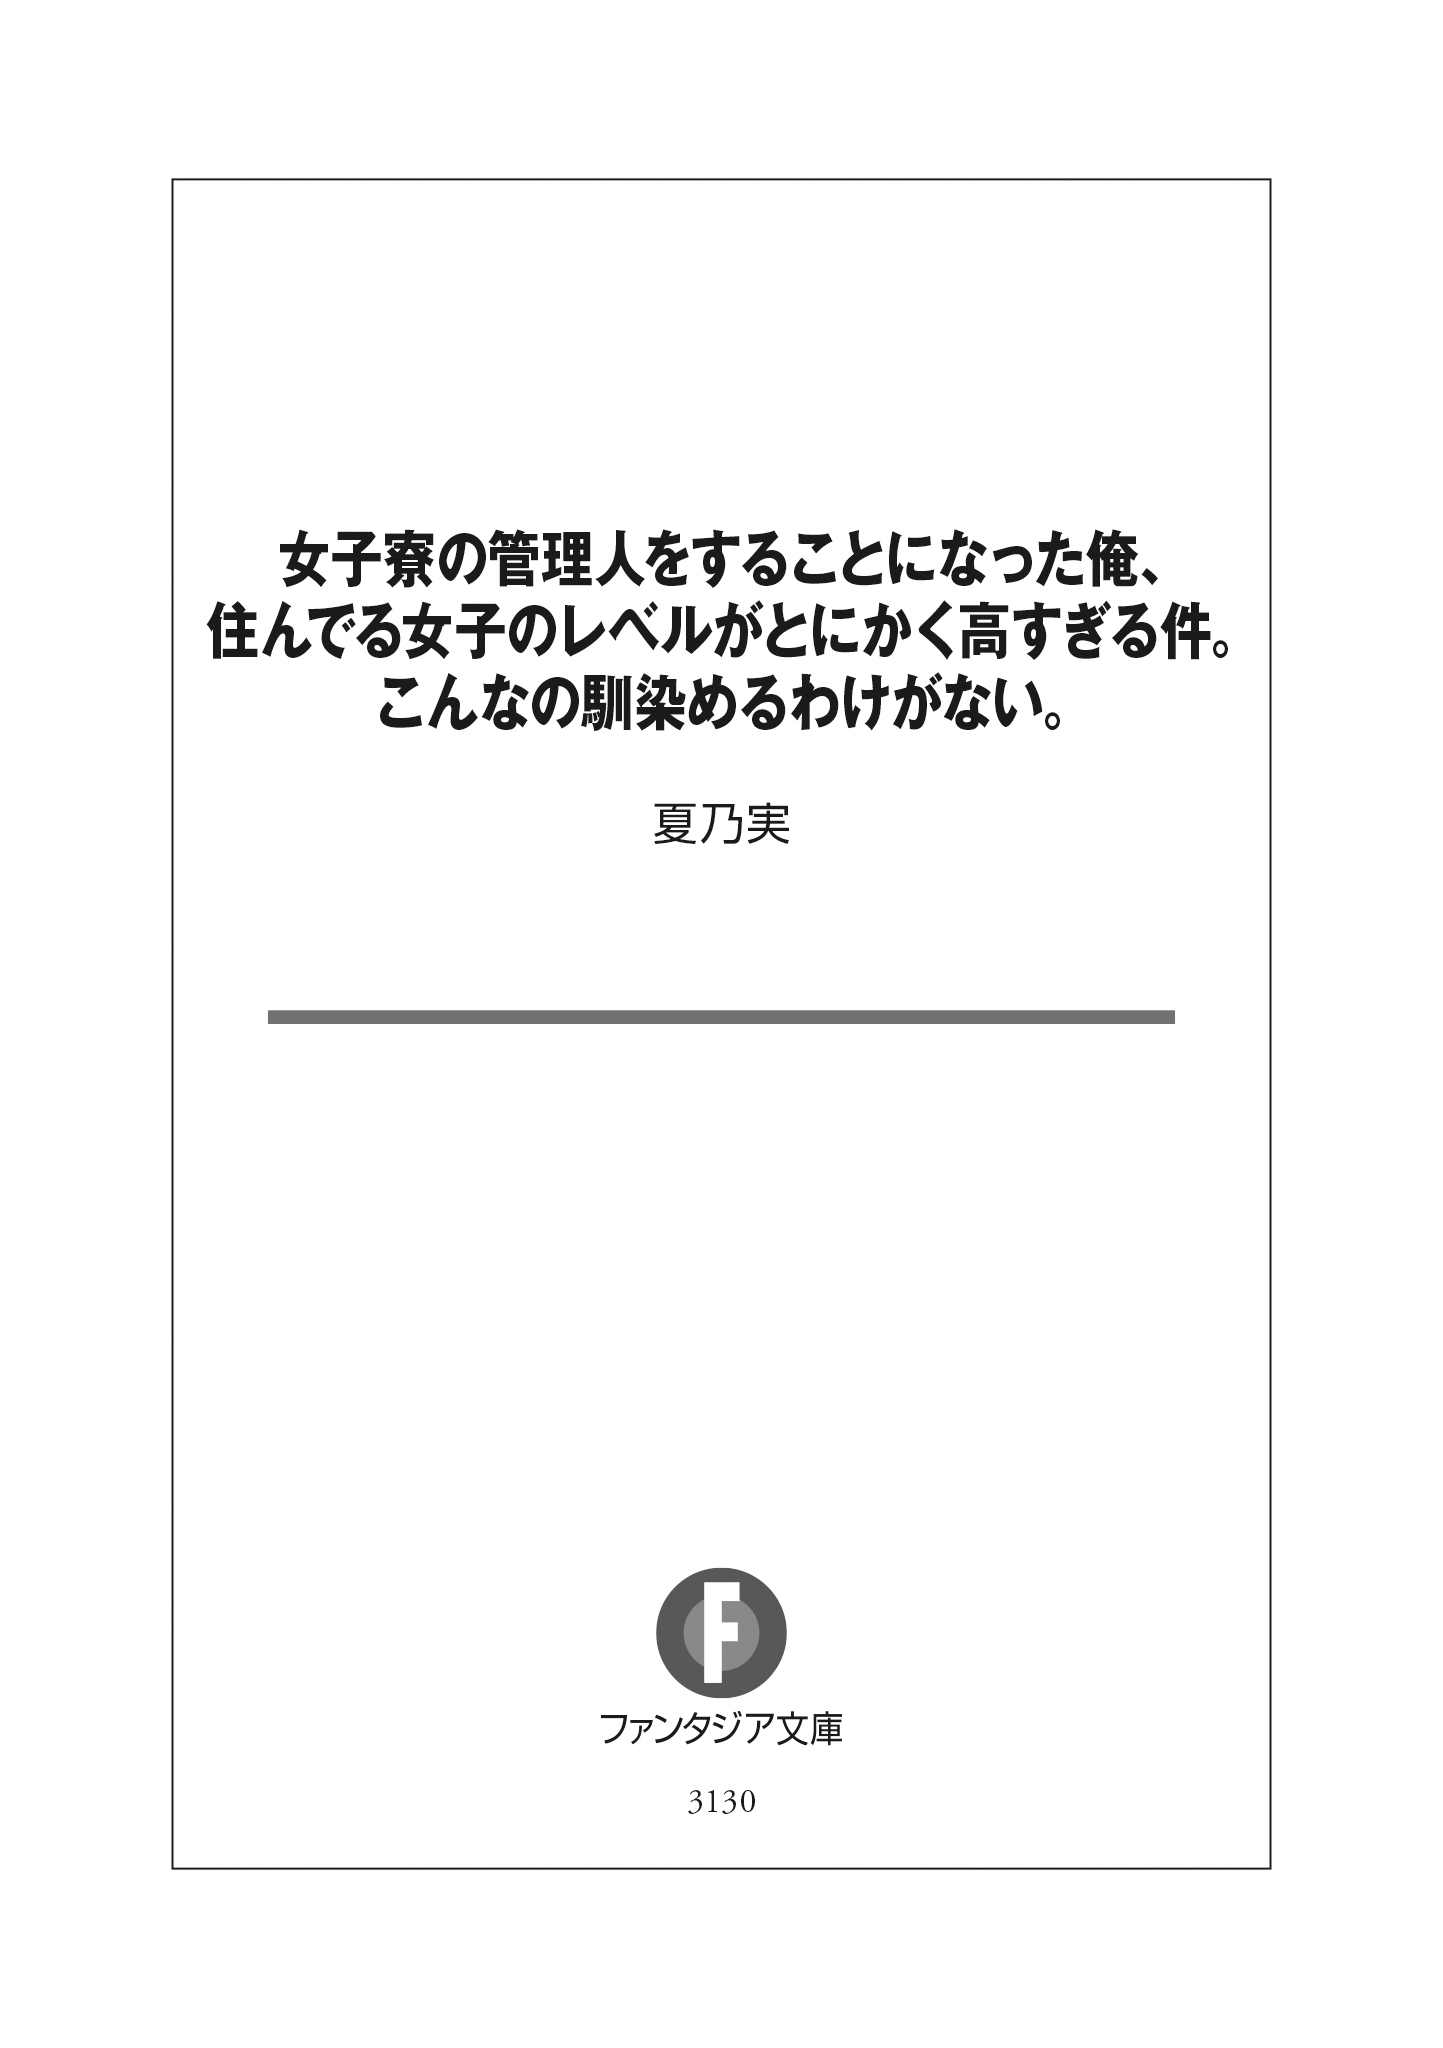 女子寮の管理人をすることになった俺、
住んでる女子のレベルがとにかく高すぎる件。
こんなの馴染めるわけがない。
夏乃実
F
ファンタジア文庫
3130